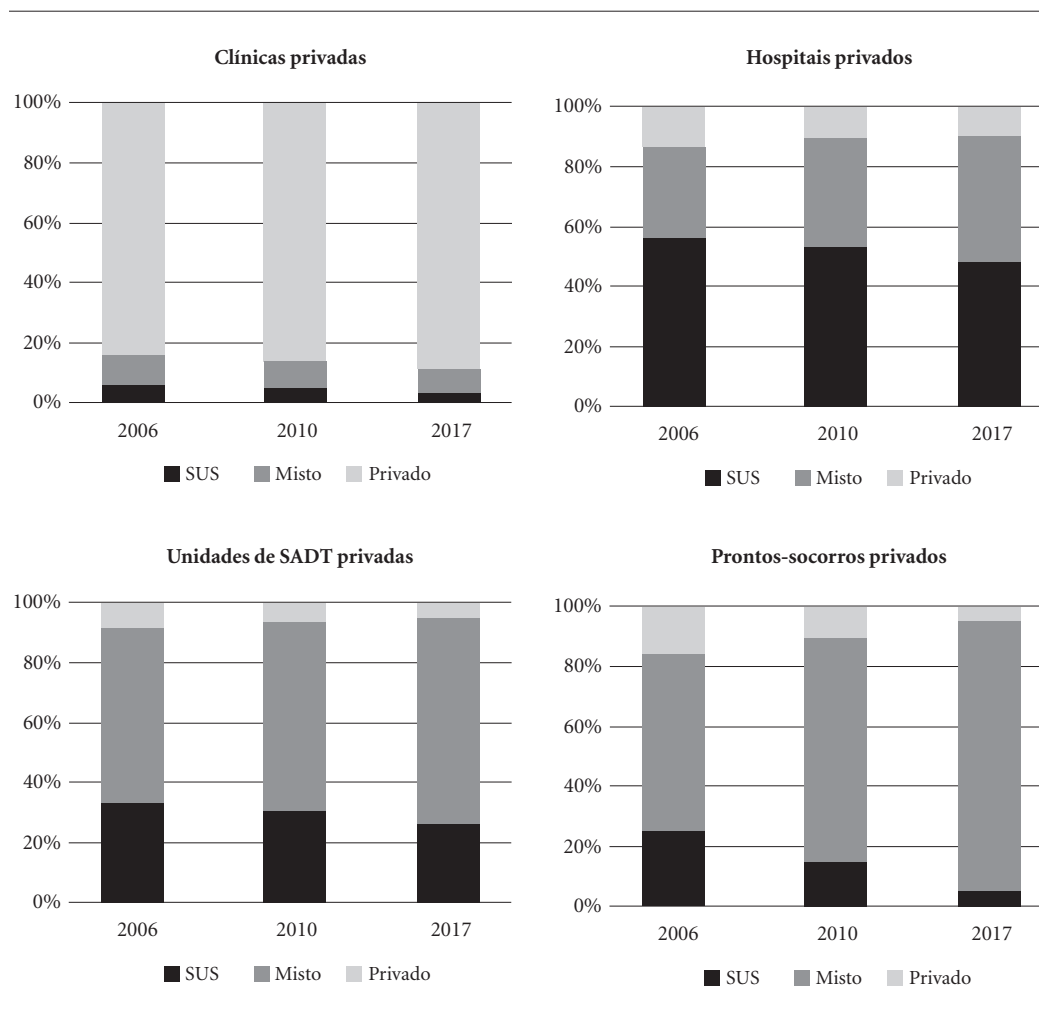 Clínicas privadas
100%
80%
60%
40%
20%
0%
2006 2010 2017
SUS Misto Privado
Hospitais privados
100%
80%
60%
40%
20%
0%
2006 2010 2017
SUS Misto Privado
Unidades de SADT privadas
100%
80%
60%
40%
20%
0%
2006 2010 2017
SUS Misto Privado
Prontos-socorros privados
100%
80%
60%
40%
20%
0%
2006 2010 2017
SUS Misto Privado